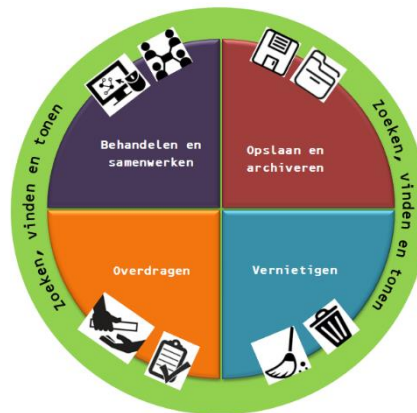 Zoeken, vinden en tonen
Zoeken, vinden en tonen
Behandelen en
samenwerken
Opslaan en
archiveren
Overdragen
Vernietigen